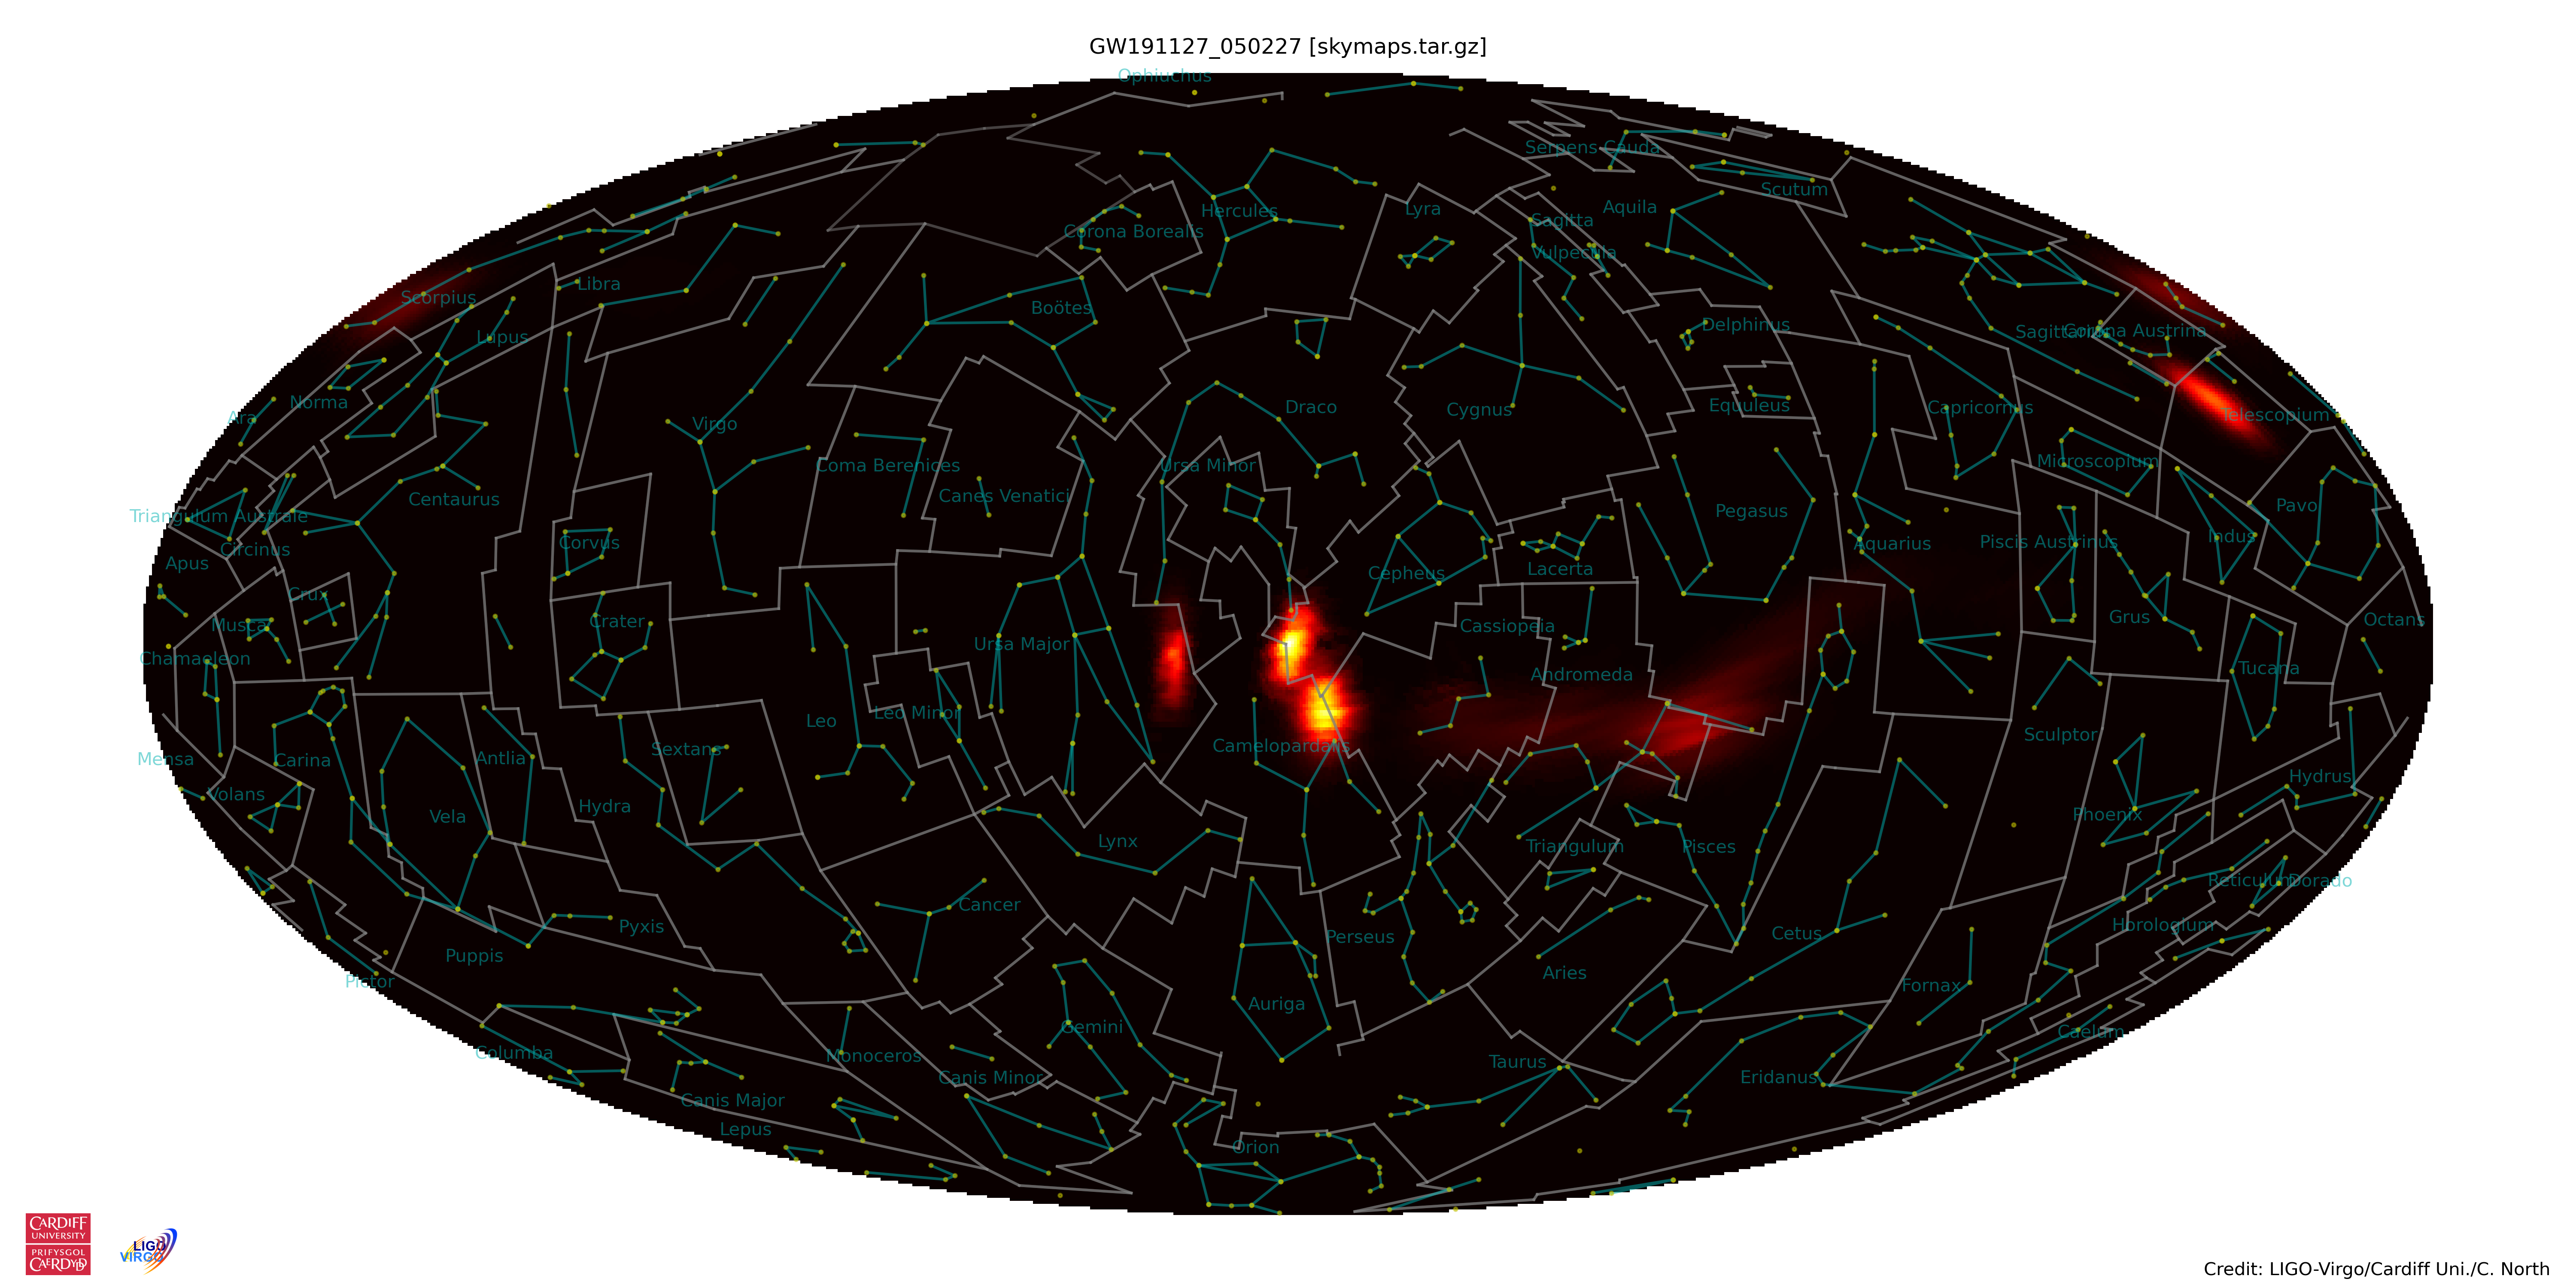 GW191127_050227 [skymaps.tar.gz]
Ophiuchus
Serpens Cauda
Scutum
Hercules
Lyra
Sagitta
Aquila
Corona Borealis
Vulpecula
Libra
Scorpius
Boötes
Lupus
Delphinus
Sagittarius
Corona Austrina
Norma
Ara
Draco
Cygnus
Equuleus
Capricornus
Telescopium
Virgo
Coma Berenices
Ursa Minor
Microscopium
Centaurus
Canes Venatici
Pegasus
Pavo
Triangulum Australe
Circinus
Corvus
Aquarius
Piscis Austrinus
Indus
Apus
Cepheus
Lacerta
Crux
Crater
Musca
Cassiopeia
Grus
Octans
Chamaeleon
Ursa Major
Andromeda
Tucana
Leo
Leo Minor
Sculptor
Mensa
Carina
Antlia
Sextans
Camelopardalis
Hydrus
Volans
Vela
Hydra
Phoenix
Lynx
Triangulum
Pisces
Reticulum
Dorado
Cancer
Pyxis
Perseus
Cetus
Horologium
Puppis
Pictor
Aries
Fornax
Auriga
Gemini
Caelum
Columba
Monoceros
Canis Minor
Taurus
Eridanus
Canis Major
Lepus
Orion
CARDIFF
UNIVERSITY
PRIFYSGOL
CAERDYDD
LIGO
VIRGO
Credit: LIGO-Virgo/Cardiff Uni./C. North